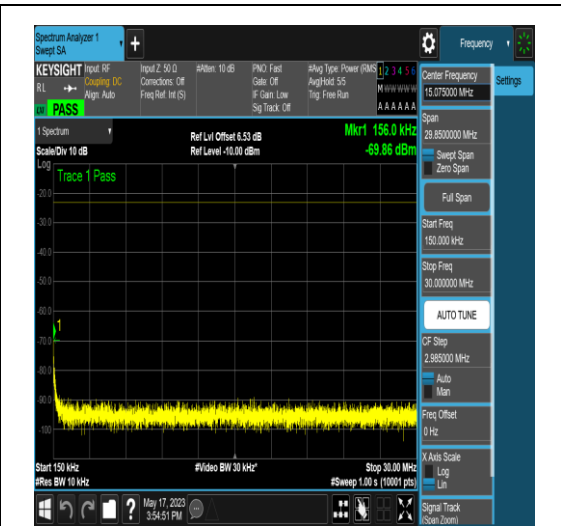 Spectrum Analyzer 1
Swept SA
Frequency
KEYSIGHT
RL
PASS
Input: RF
Coupling: DC
Align: Auto
Input Z: 50 Ω
Corrections: Off
Freq Ref: Int (S)
#Atten: 10 dB
PNO: Fast
Gate: Off
IF Gain: Low
Sig Track: Off
#Avg Type: Power (RMS
Avg|Hold: 5/5
Trig: Free Run
1 2 3 4 5 6
M W W W W W
A A A A A A
1 Spectrum
Scale/Div 10 dB
Ref Lvl Offset 6.53 dB
Ref Level -10.00 dBm
Mkr1 156.0 kHz
-69.86 dBm
Log
Trace 1 Pass
-20.0
-30.0
-40.0
-50.0
-60.0
1
-70.0
-80.0
-90.0
-100
Start 150 kHz
#Res BW 10 kHz
#Video BW 30 kHz*
Stop 30.00 MHz
#Sweep 1.00 s (10001 pts)
?
May 17, 2023
3:54:51 PM
Settings
Center Frequency
15.075000 MHz
Span
29.8500000 MHz
Swept Span
Zero Span
Full Span
Start Freq
150.000 kHz
Stop Freq
30.000000 MHz
AUTO TUNE
CF Step
2.985000 MHz
Auto
Man
Freq Offset
0 Hz
X Axis Scale
Log
Lin
Signal Track
(Span Zoom)